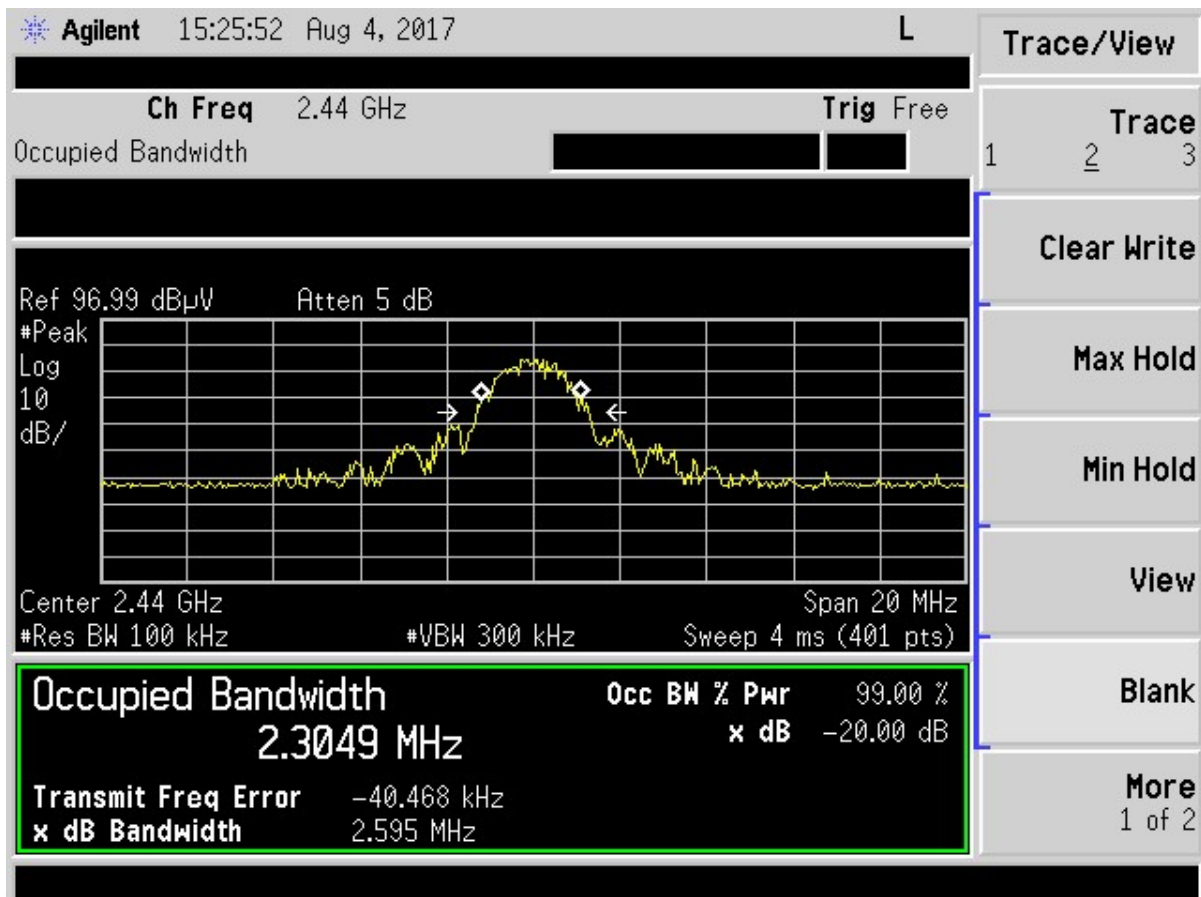 Agilent 15:25:52 Aug 4, 2017 L
Trace/View
Ch Freq 2.44 GHz Trig Free
Occupied Bandwidth
Trace
1 2 3
Clear Write
Max Hold
Min Hold
View
Blank
More
1 of 2
Ref 96.99 dBµV Atten 5 dB
#Peak
Log
10
dB/
Center 2.44 GHz Span 20 MHz
#Res BW 100 kHz #VBW 300 kHz Sweep 4 ms (401 pts)
Occupied Bandwidth Occ BW % Pwr 99.00 %
2.3049 MHz x dB -20.00 dB
Transmit Freq Error -40.468 kHz
x dB Bandwidth 2.595 MHz